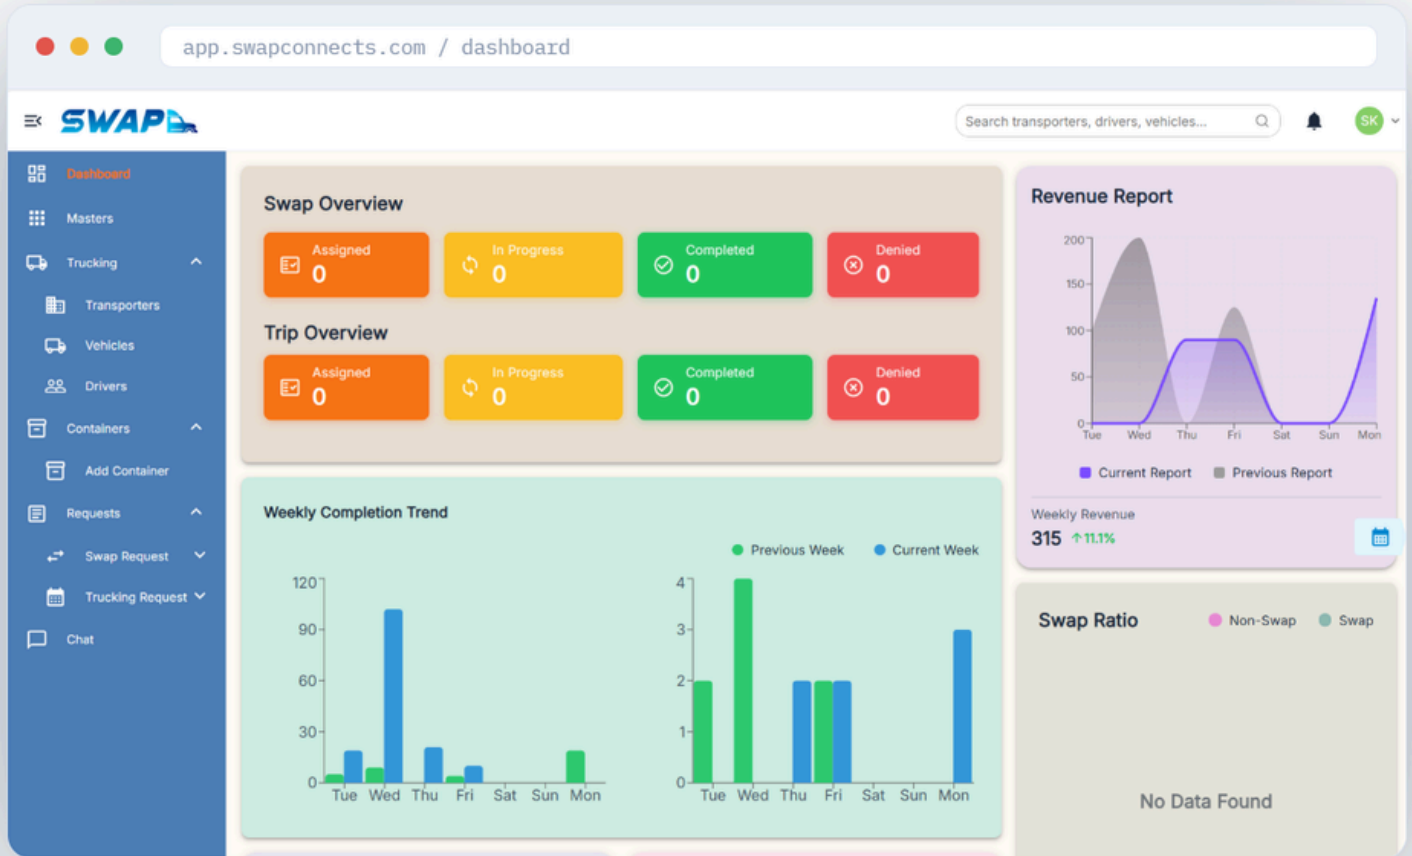 app.swapconnects.com / dashboard
SWAP
Search transporters, drivers, vehicles...
SK
Dashboard
Masters
Trucking
Transporters
Vehicles
Drivers
Containers
Add Container
Requests
Swap Request
Trucking Request
Chat
Swap Overview
Assigned
0
In Progress
0
Completed
0
Denied
0
Trip Overview
Assigned
0
In Progress
0
Completed
0
Denied
0
Weekly Completion Trend
Previous Week Current Week
120
90
60
30
0
Tue Wed Thu Fri Sat Sun Mon
4
3
2
1
0
Tue Wed Thu Fri Sat Sun Mon
Revenue Report
200
150
100
50
0
Tue Wed Thu Fri Sat Sun Mon
Current Report Previous Report
Weekly Revenue
315 ↑11.1%
Swap Ratio
Non-Swap Swap
No Data Found